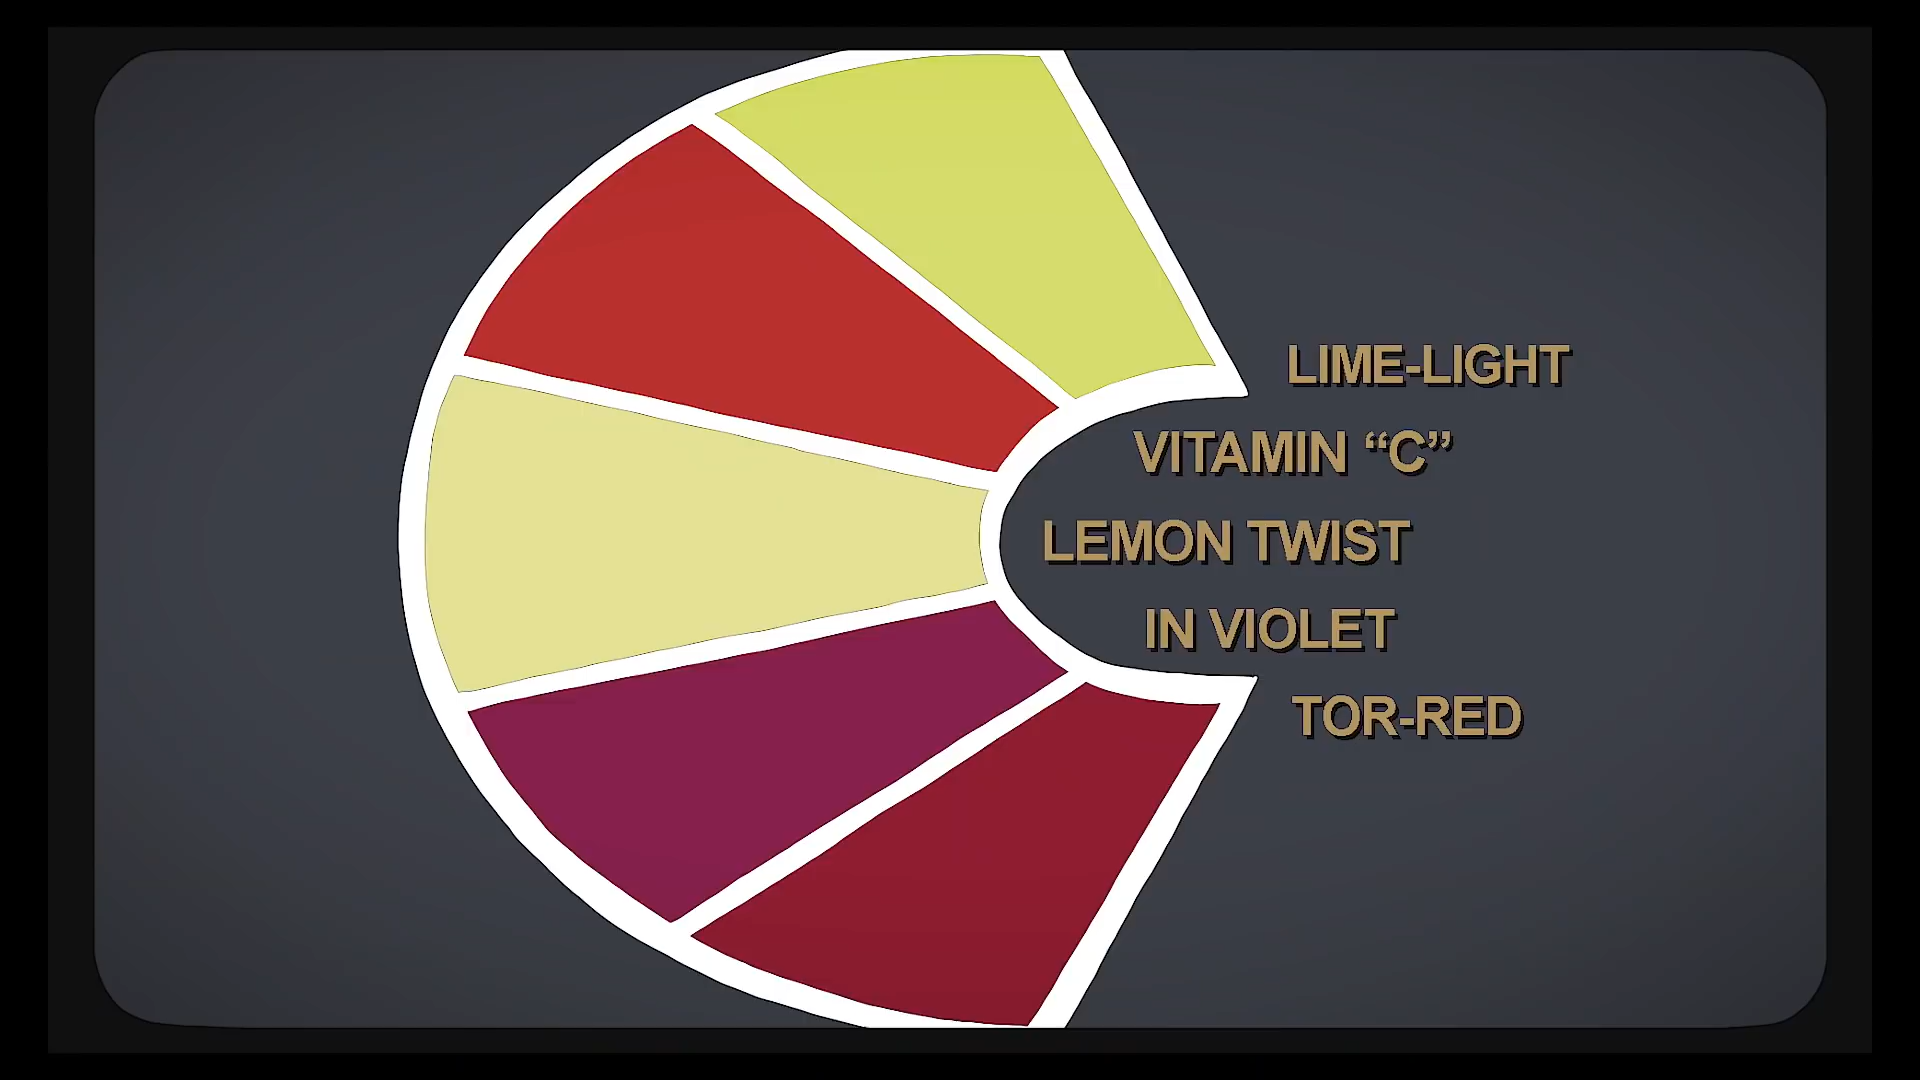 LIME-LIGHT
VITAMIN “C”
LEMON TWIST
IN VIOLET
TOR-RED